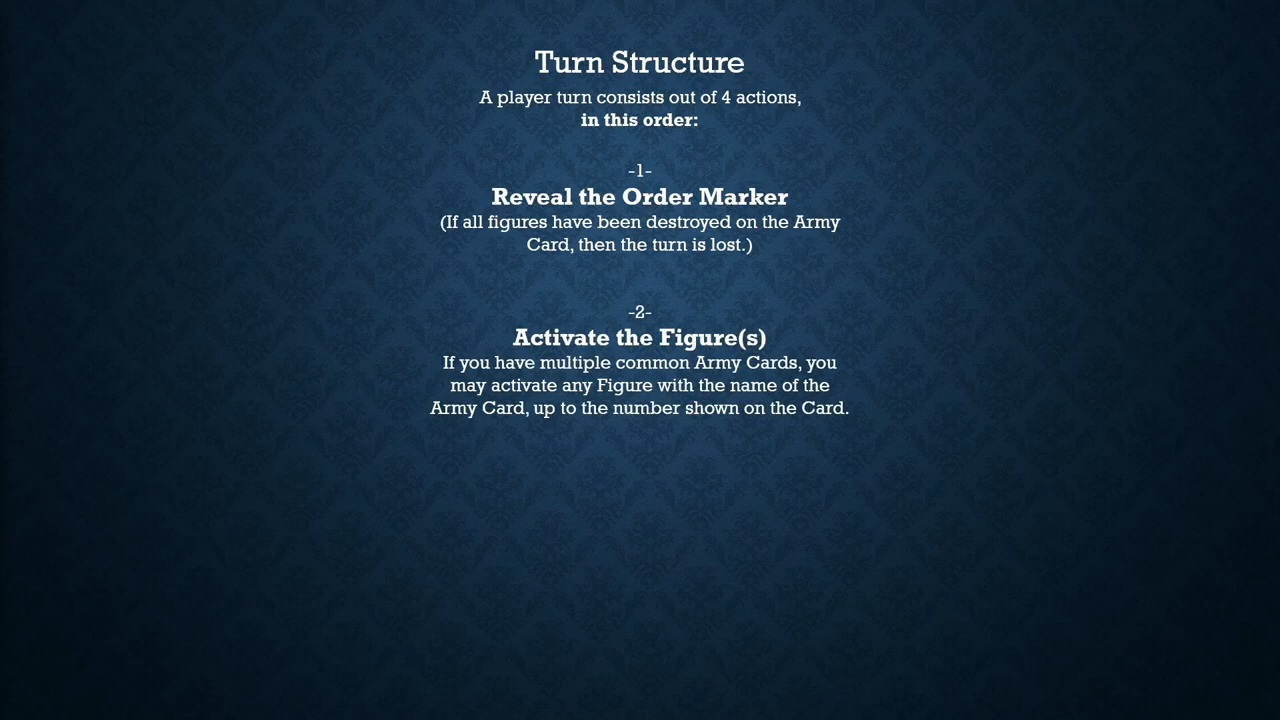 Turn Structure
A player turn consists out of 4 actions,
in this order:
-1-
Reveal the Order Marker
(If all figures have been destroyed on the Army
Card, then the turn is lost.)
-2-
Activate the Figure(s)
If you have multiple common Army Cards, you
may activate any Figure with the name of the
Army Card, up to the number shown on the Card.